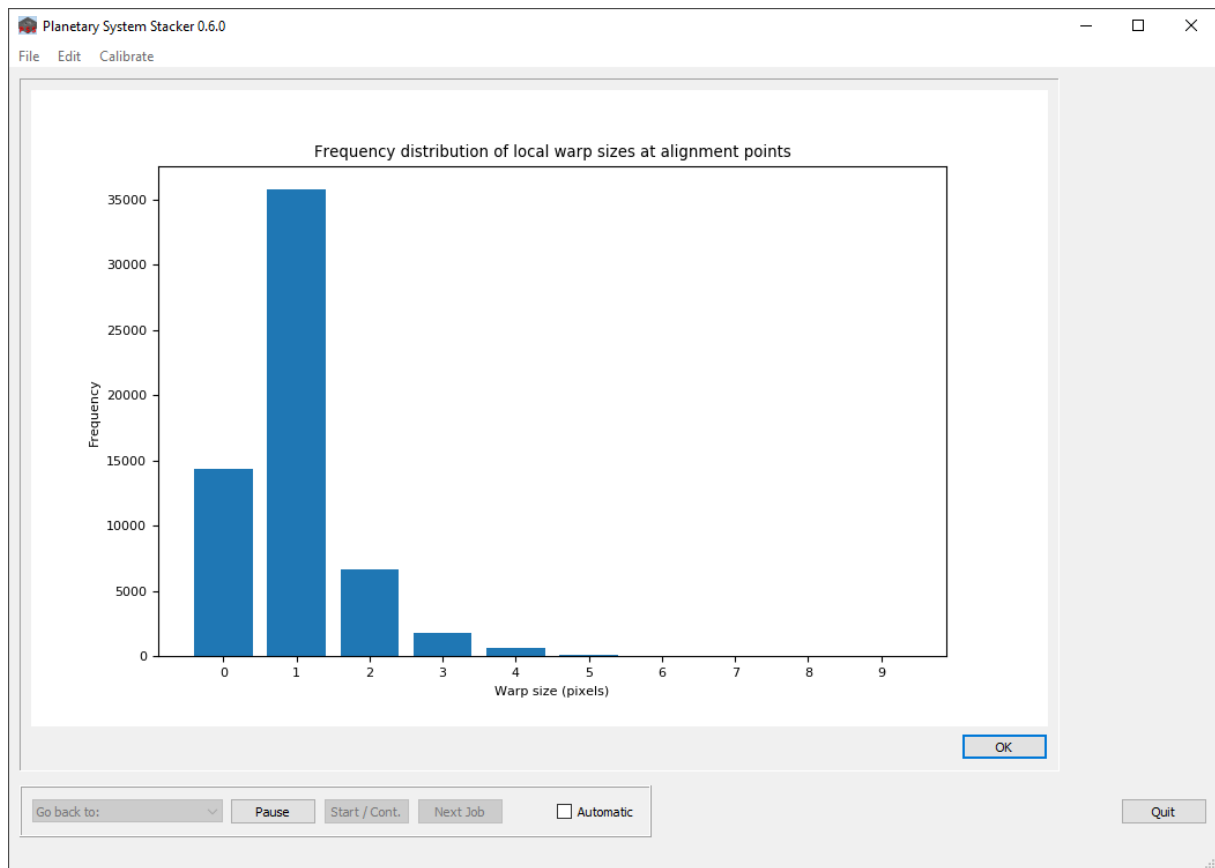 Planetary System Stacker 0.6.0
File Edit Calibrate
Frequency distribution of local warp sizes at alignment points
35000
30000
25000
20000
15000
10000
5000
0
Frequency
0 1 2 3 4 5 6 7 8 9
Warp size (pixels)
OK
Go back to: Pause Start / Cont. Next Job Automatic Quit